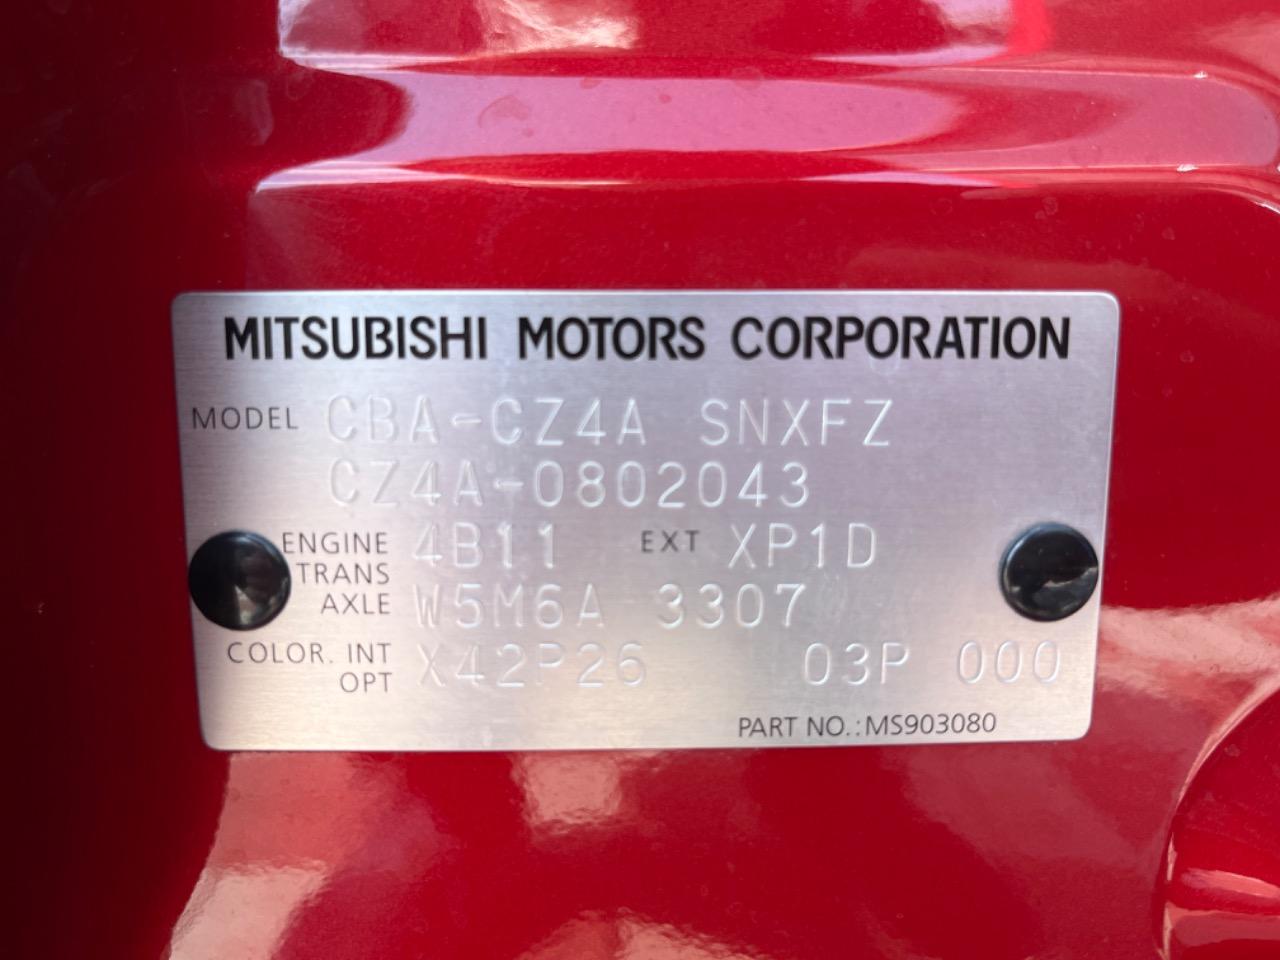 MITSUBISHI MOTORS CORPORATION
MODEL CBA-CZ4A SNXFZ
CZ4A-0802043
ENGINE 4B11 EXT XP1D
TRANS
AXLE W5M6A 3307
COLOR. INT X42P26 03P 000
OPT
PART NO.:MS903080